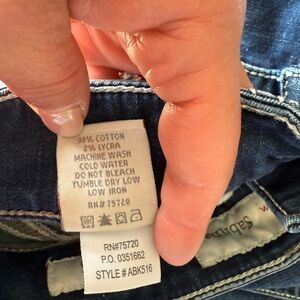 98% COTTON
2% LYCRA
MACHINE WASH
COLD WATER
DO NOT BLEACH
TUMBLE DRY LOW
LOW IRON
RN# 75720
RN#75720
P.O. 0351662
STYLE # ABK516